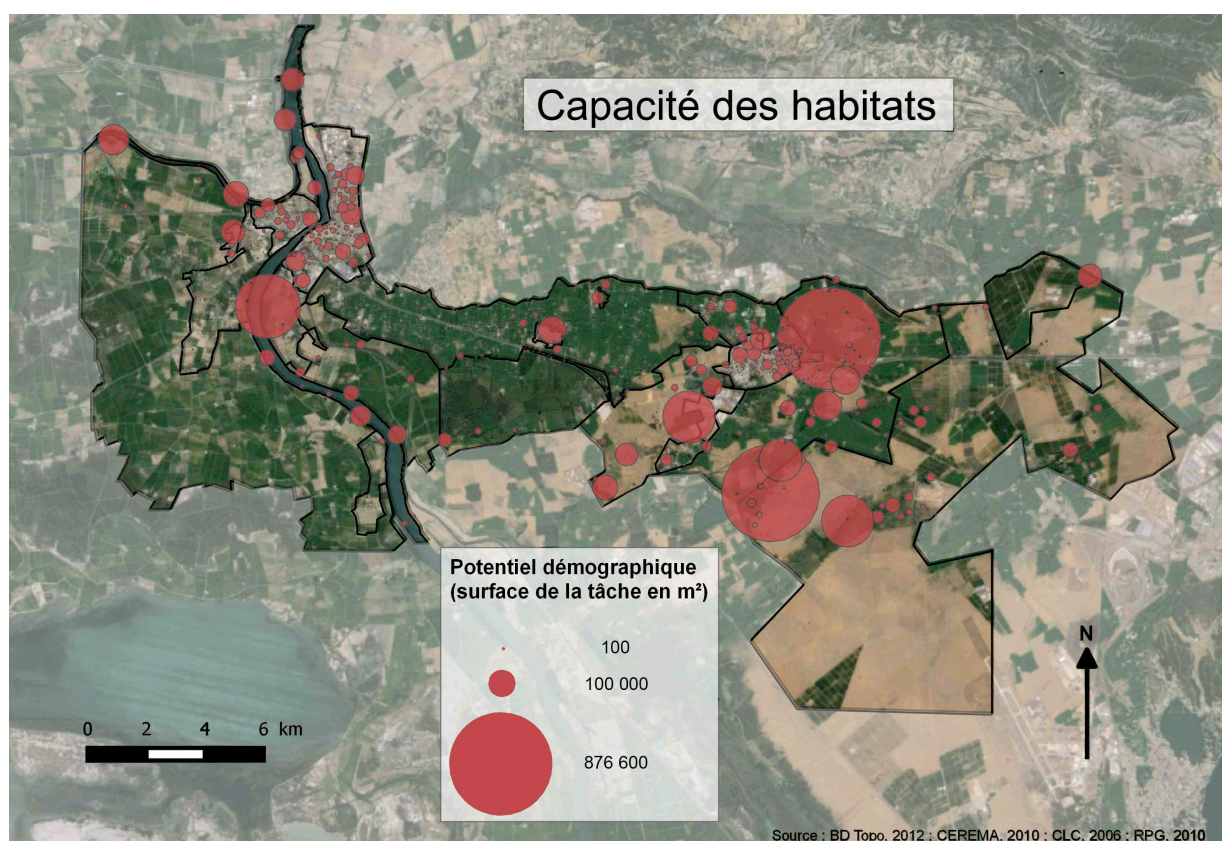 Capacité des habitats
Potentiel démographique
(surface de la tâche en m²)
100
100 000
876 600
N
0 2 4 6 km
Source : BD Topo, 2012 ; CEREMA, 2010 ; CLC, 2006 ; RPG, 2010